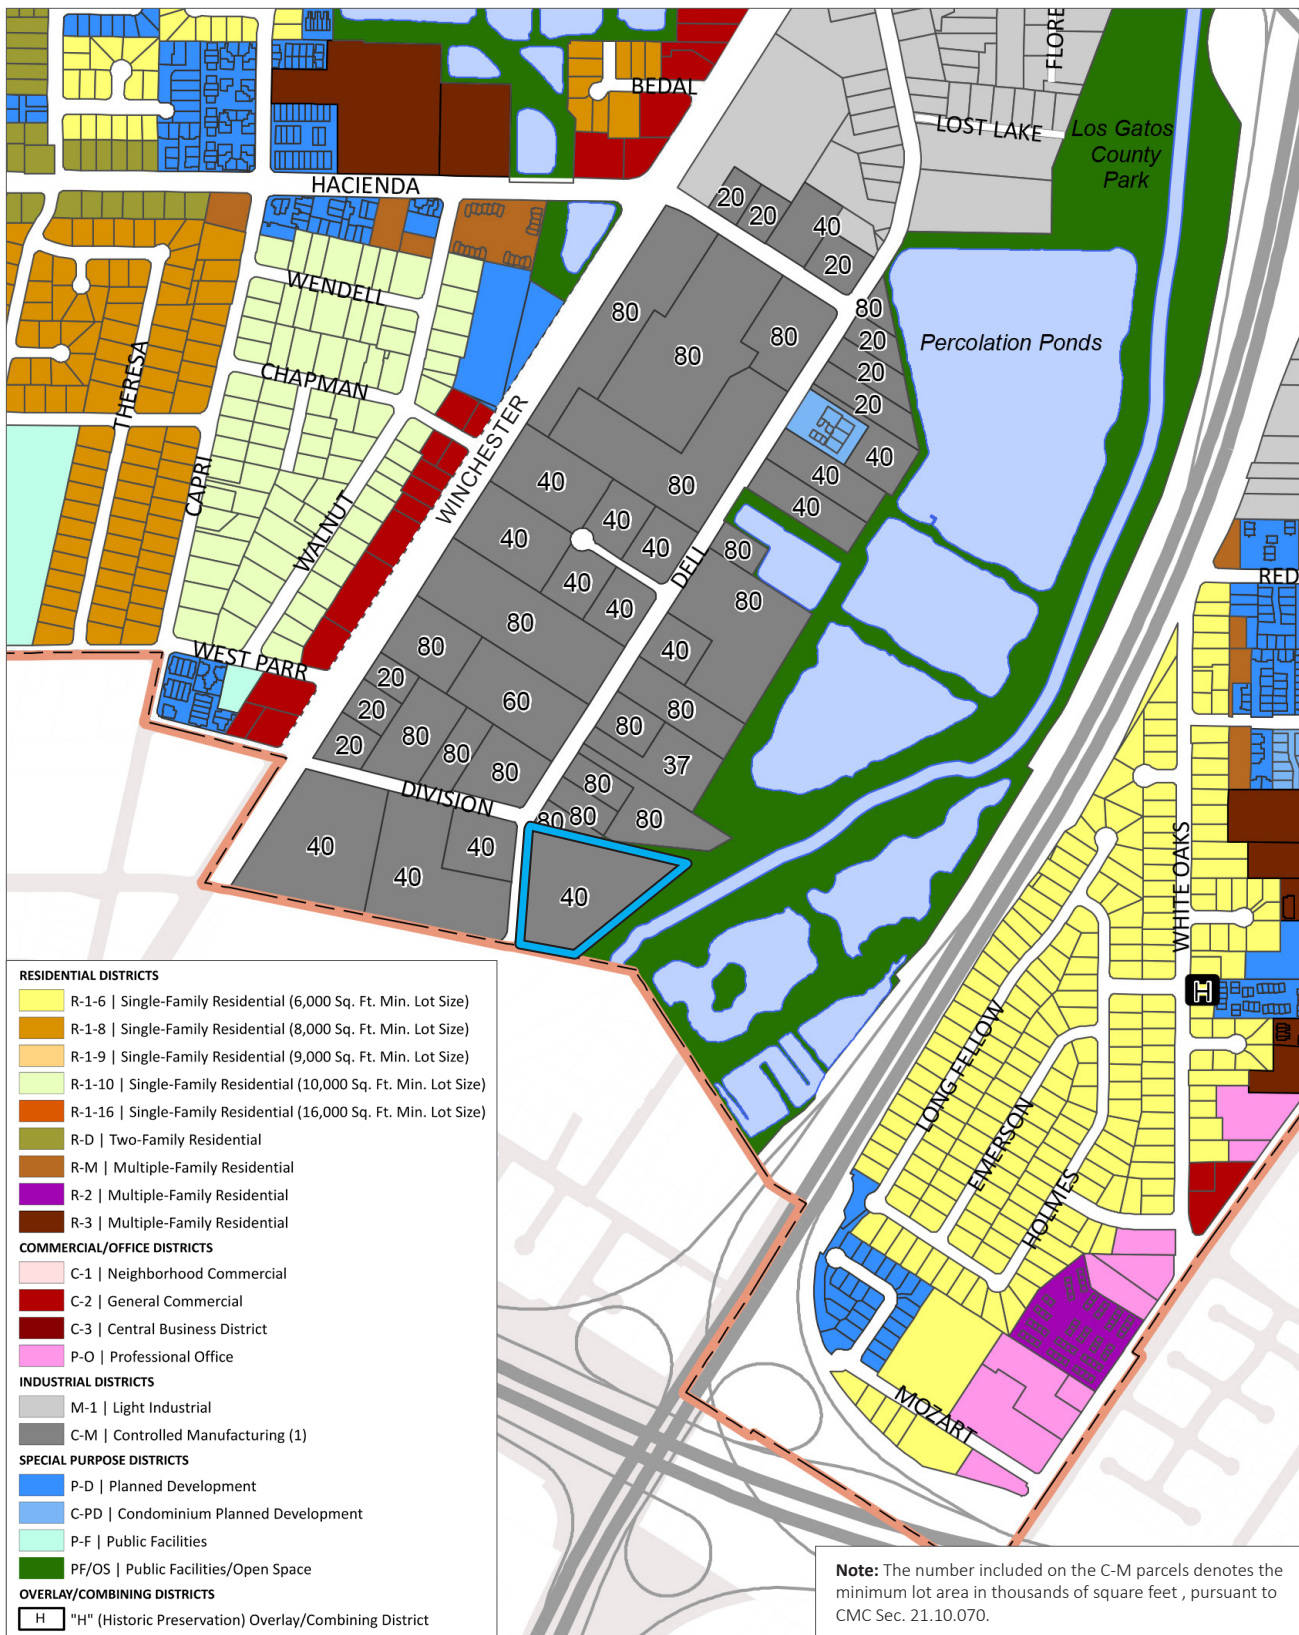 FLORE
BEDAL
LOST LAKE
Los Gatos
County
Park
HACIENDA
20
20
40
20
WENDELL
80
80
80
80
20
20
20
40
40
40
Percolation Ponds
THERESA
CHAPMAN
WINCHESTER
CAPRI
WALNUT
40
80
40
40
40
40
40
DELL
80
80
RED
80
40
80
60
80
80
37
WEST PARR
20
20
20
80
80
80
80
80
80
80
DIVISION
40
40
40
40
WHITE OAKS
H
LONG FELLOW
EMERSON
HOLMES
MOZART
RESIDENTIAL DISTRICTS
R-1-6 | Single-Family Residential (6,000 Sq. Ft. Min. Lot Size)
R-1-8 | Single-Family Residential (8,000 Sq. Ft. Min. Lot Size)
R-1-9 | Single-Family Residential (9,000 Sq. Ft. Min. Lot Size)
R-1-10 | Single-Family Residential (10,000 Sq. Ft. Min. Lot Size)
R-1-16 | Single-Family Residential (16,000 Sq. Ft. Min. Lot Size)
R-D | Two-Family Residential
R-M | Multiple-Family Residential
R-2 | Multiple-Family Residential
R-3 | Multiple-Family Residential
COMMERCIAL/OFFICE DISTRICTS
C-1 | Neighborhood Commercial
C-2 | General Commercial
C-3 | Central Business District
P-O | Professional Office
INDUSTRIAL DISTRICTS
M-1 | Light Industrial
C-M | Controlled Manufacturing (1)
SPECIAL PURPOSE DISTRICTS
P-D | Planned Development
C-PD | Condominium Planned Development
P-F | Public Facilities
PF/OS | Public Facilities/Open Space
OVERLAY/COMBINING DISTRICTS
H "H" (Historic Preservation) Overlay/Combining District
Note: The number included on the C-M parcels denotes the
minimum lot area in thousands of square feet , pursuant to
CMC Sec. 21.10.070.